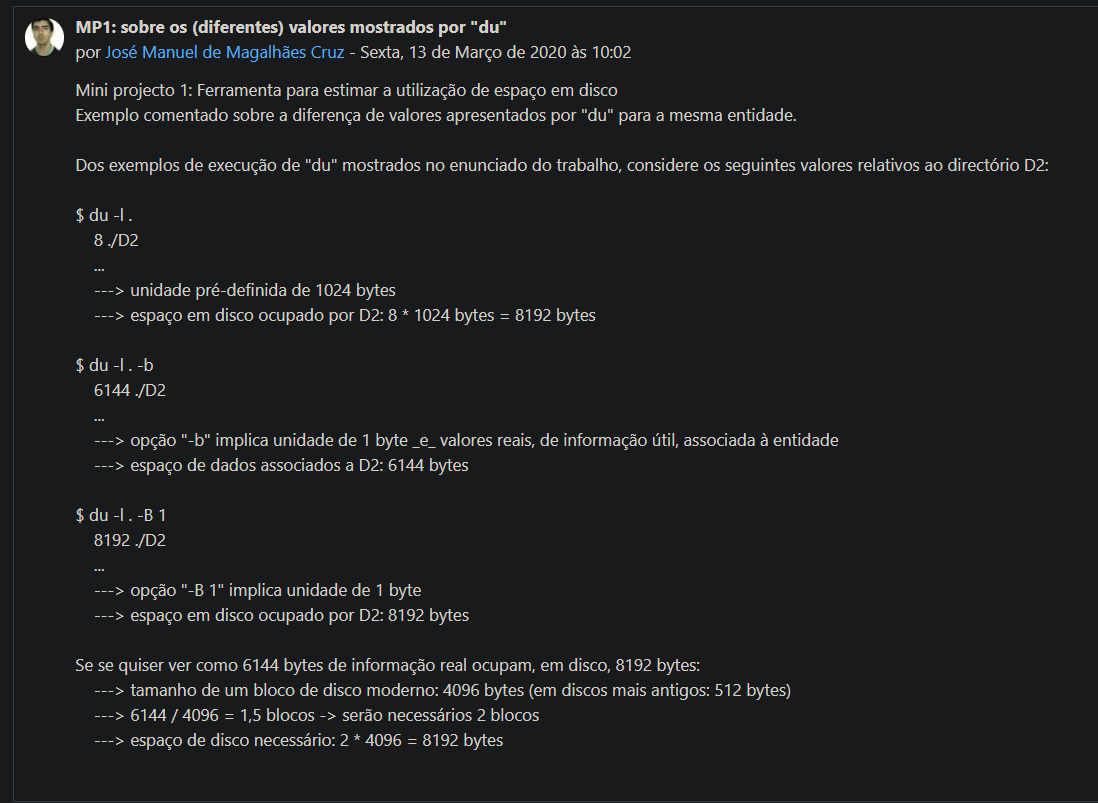 MP1: sobre os (diferentes) valores mostrados por "du"
por José Manuel de Magalhães Cruz - Sexta, 13 de Março de 2020 às 10:02
Mini projecto 1: Ferramenta para estimar a utilização de espaço em disco
Exemplo comentado sobre a diferença de valores apresentados por "du" para a mesma entidade.
Dos exemplos de execução de "du" mostrados no enunciado do trabalho, considere os seguintes valores relativos ao directório D2:
$ du -l .
8 ./D2
...
---> unidade pré-definida de 1024 bytes
---> espaço em disco ocupado por D2: 8 * 1024 bytes = 8192 bytes
$ du -l . -b
6144 ./D2
...
---> opção "-b" implica unidade de 1 byte _e_ valores reais, de informação útil, associada à entidade
---> espaço de dados associados a D2: 6144 bytes
$ du -l . -B 1
8192 ./D2
...
---> opção "-B 1" implica unidade de 1 byte
---> espaço em disco ocupado por D2: 8192 bytes
Se se quiser ver como 6144 bytes de informação real ocupam, em disco, 8192 bytes:
---> tamanho de um bloco de disco moderno: 4096 bytes (em discos mais antigos: 512 bytes)
---> 6144 / 4096 = 1,5 blocos -> serão necessários 2 blocos
---> espaço de disco necessário: 2 * 4096 = 8192 bytes